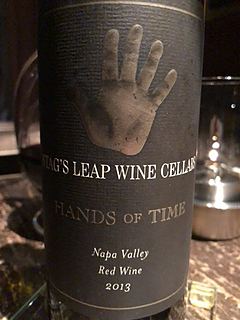 STAG'S LEAP WINE CELLARS
HANDS OF TIME
Napa Valley
Red Wine
2013